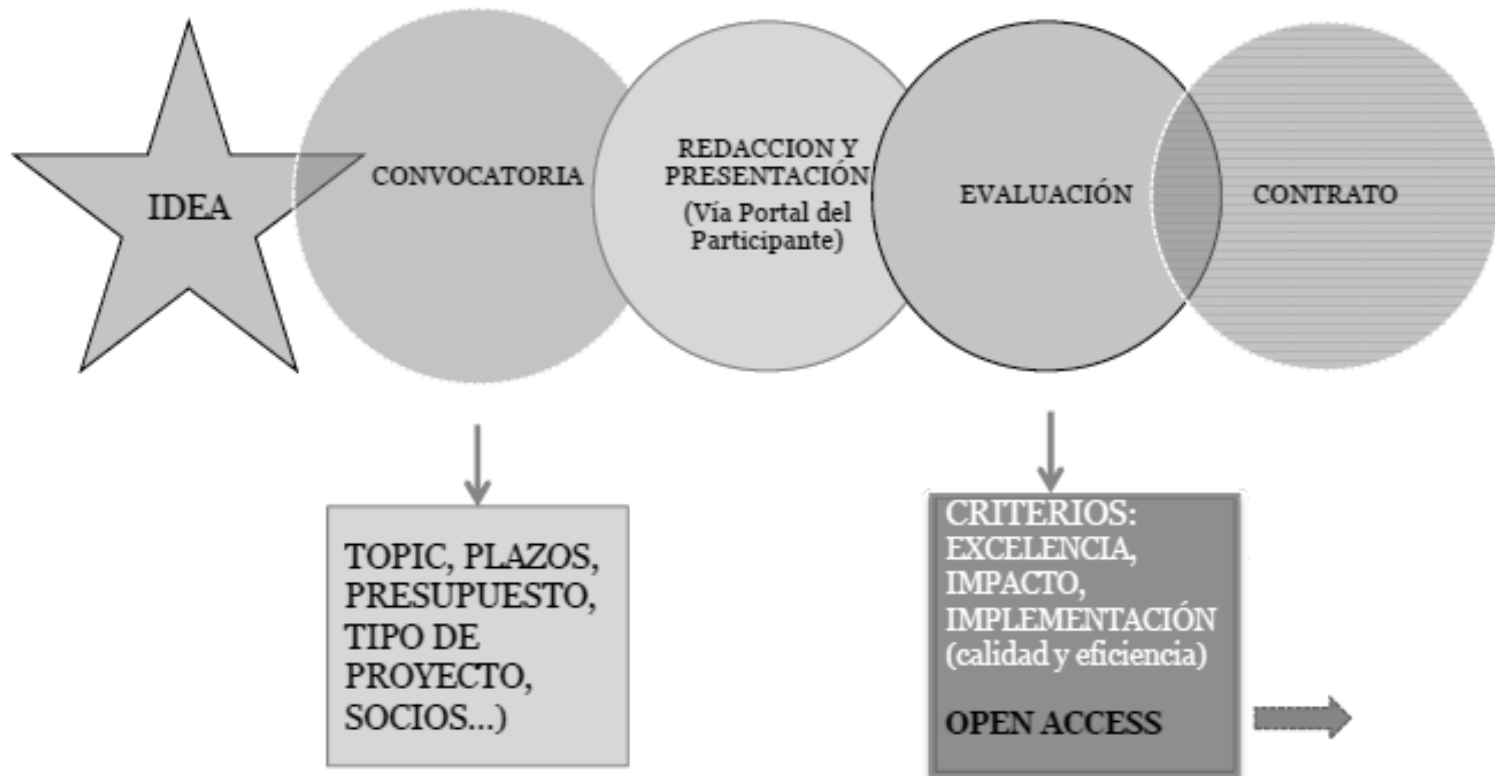 IDEA
CONVOCATORIA
REDACCION Y
PRESENTACIÓN
(Vía Portal del
Participante)
EVALUACIÓN
CONTRATO
TOPIC, PLAZOS,
PRESUPUESTO,
TIPO DE
PROYECTO,
SOCIOS...)
CRITERIOS:
EXCELENCIA,
IMPACTO,
IMPLEMENTACIÓN
(calidad y eficiencia)
OPEN ACCESS